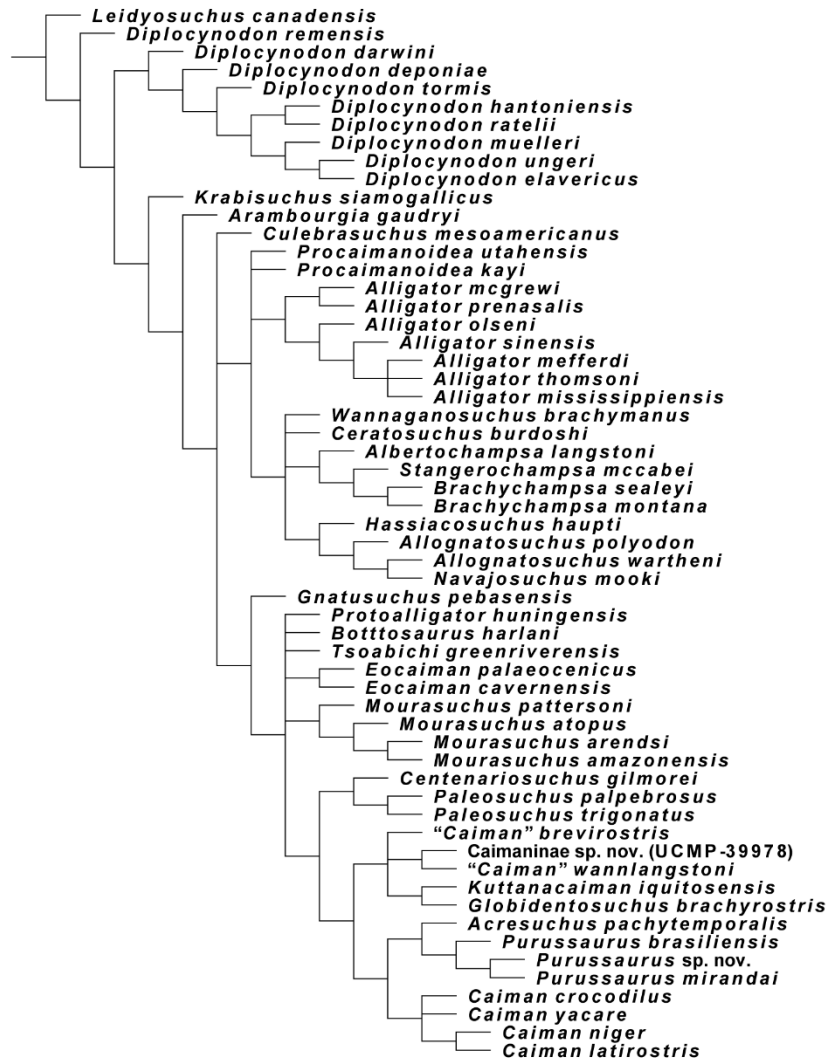 Leidyosuchus canadensis
Diplocynodon remensis
Diplocynodon darwini
Diplocynodon deponiae
Diplocynodon tormis
Diplocynodon hantoniensis
Diplocynodon ratelii
Diplocynodon muelleri
Diplocynodon ungeri
Diplocynodon elavericus
Krabisuchus siamogallicus
Arambourgia gaudryi
Culebrasuchus mesoamericanus
Procaimanoidea utahensis
Procaimanoidea kayi
Alligator mcgrewi
Alligator prenasalis
Alligator olseni
Alligator sinensis
Alligator mefferdi
Alligator thomsoni
Alligator mississippiensis
Wannaganosuchus brachymanus
Ceratosuchus burdoshi
Albertochampsa langstoni
Stangerochampsa mccabei
Brachychampsa sealeyi
Brachychampsa montana
Hassiacosuchus haupti
Allognatosuchus polyodon
Allognatosuchus wartheni
Navajosuchus mooki
Gnatusuchus pebasensis
Protoalligator huningensis
Botttosaurus harlani
Tsoabichi greenriverensis
Eocaiman palaeocenicus
Eocaiman cavernensis
Mourasuchus pattersoni
Mourasuchus atopus
Mourasuchus arendsi
Mourasuchus amazonensis
Centenariosuchus gilmorei
Paleosuchus palpebrosus
Paleosuchus trigonatus
“Caiman” brevirostris
Caimaninae sp. nov. (UCMP-39978)
“Caiman” wannlangstoni
Kuttanacaiman iquitosensis
Globidentosuchus brachyrostris
Acresuchus pachytemporalis
Purussaurus brasiliensis
Purussaurus sp. nov.
Purussaurus mirandai
Caiman crocodilus
Caiman yacare
Caiman niger
Caiman latirostris